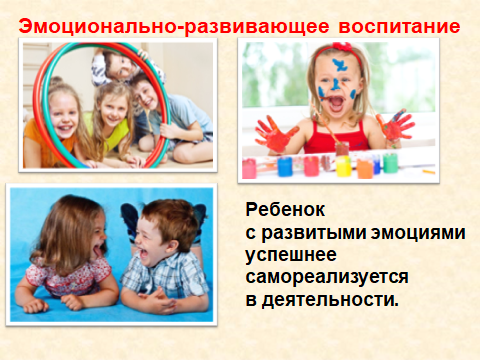 Эмоционально-развивающее воспитание
Ребенок
с развитыми эмоциями
успешнее
самореализуется
в деятельности.